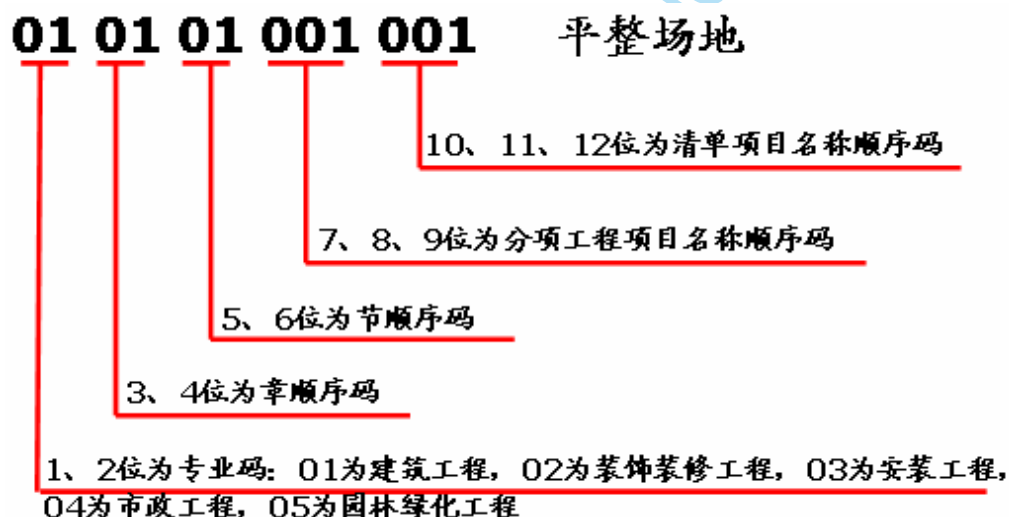 01 01 01 001 001 平整场地
10、11、12位为清单项目名称顺序码
7、8、9位为分项工程项目名称顺序码
5、6位为节顺序码
3、4位为章顺序码
1、2位为专业码：01为建筑工程，02为装饰装修工程，03为安装工程，
04为市政工程，05为园林绿化工程